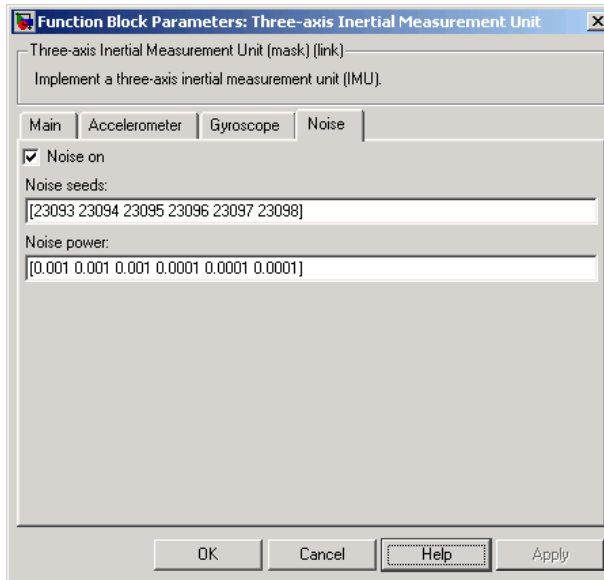 Function Block Parameters: Three-axis Inertial Measurement Unit
Three-axis Inertial Measurement Unit (mask) (link)
Implement a three-axis inertial measurement unit (IMU).
Main Accelerometer Gyroscope Noise
Noise on
Noise seeds:
[23093 23094 23095 23096 23097 23098]
Noise power:
[0.001 0.001 0.001 0.0001 0.0001 0.0001]
OK Cancel Help Apply